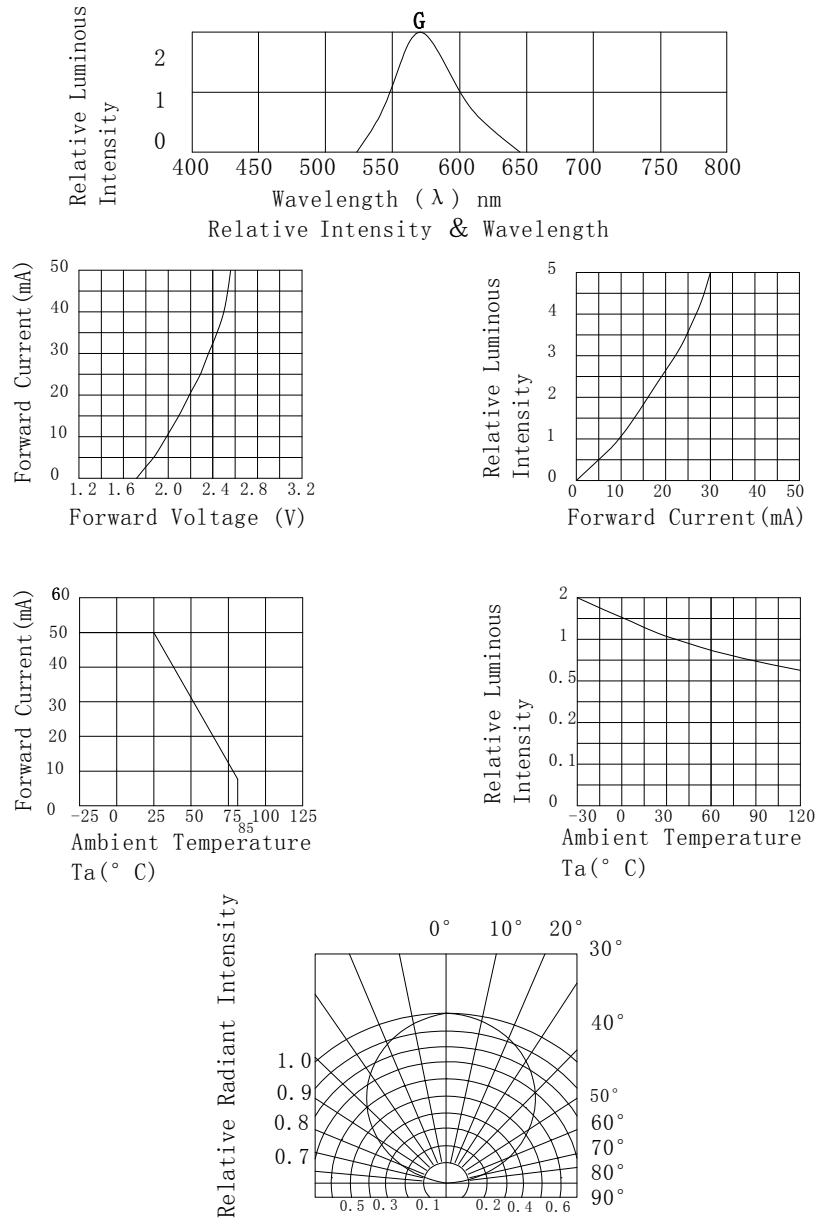 G
Relative Luminous
Intensity
2
1
0
400 450 500 550 600 650 700 750 800
Wavelength (λ) nm
Relative Intensity & Wavelength
Forward Current(mA)
50
40
30
20
10
0
1.2 1.6 2.0 2.4 2.8 3.2
Forward Voltage (V)
Relative Luminous
Intensity
5
4
3
2
1
0
0 10 20 30 40 50
Forward Current(mA)
Forward Current(mA)
60
50
40
30
20
10
0
-25 0 25 50 75 100 125
85
Ambient Temperature
Ta(° C)
Relative Luminous
Intensity
2
1
0.5
0.2
0.1
0
-30 0 30 60 90 120
Ambient Temperature
Ta(° C)
Relative Radiant Intensity
0° 10° 20°
30°
40°
50°
60°
70°
80°
90°
1.0
0.9
0.8
0.7
0.5 0.3 0.1 0.2 0.4 0.6